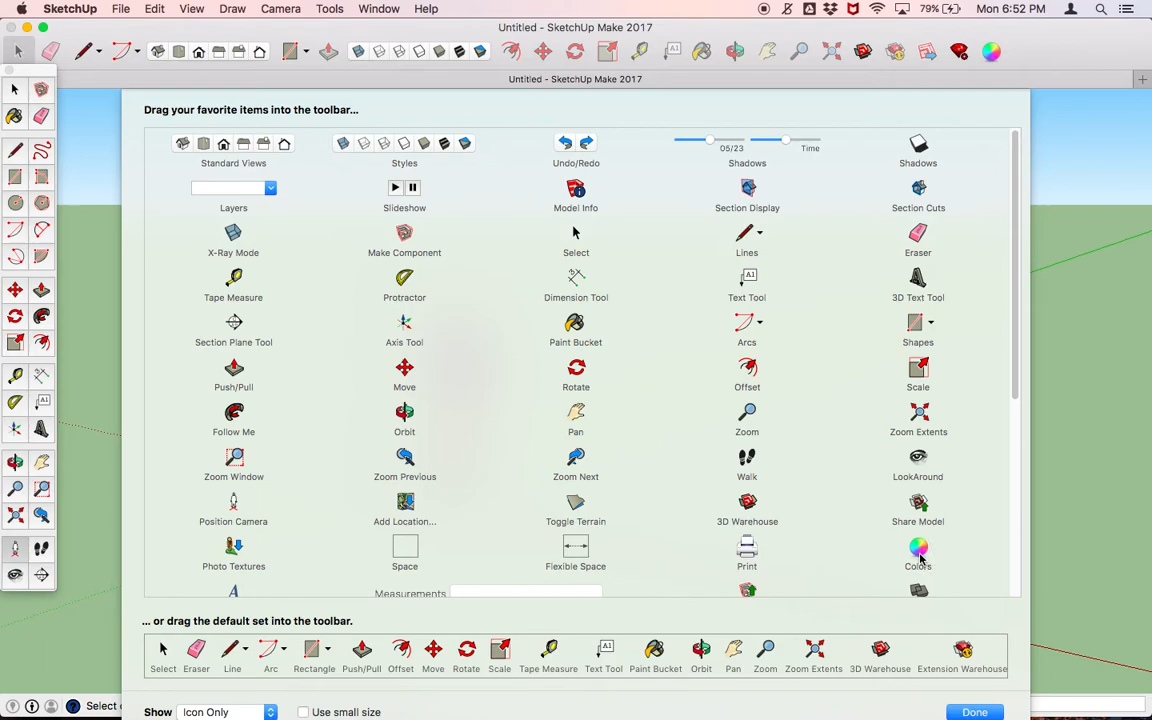 SketchUp File Edit View Draw Camera Tools Window Help 79% Mon 6:52 PM
Untitled - SketchUp Make 2017
Untitled - SketchUp Make 2017
Drag your favorite items into the toolbar...
05/23 Time
Standard Views Styles Undo/Redo Shadows Shadows
Layers Slideshow Model Info Section Display Section Cuts
X-Ray Mode Make Component Select Lines Eraser
A1
Tape Measure Protractor Dimension Tool Text Tool 3D Text Tool
Section Plane Tool Axis Tool Paint Bucket Arcs Shapes
Push/Pull Move Rotate Offset Scale
Follow Me Orbit Pan Zoom Zoom Extents
Zoom Window Zoom Previous Zoom Next Walk LookAround
Position Camera Add Location... Toggle Terrain 3D Warehouse Share Model
Photo Textures Space Flexible Space Print Colors
Measurements
... or drag the default set into the toolbar.
Select Eraser Line Arc Rectangle Push/Pull Offset Move Rotate Scale Tape Measure Text Tool Paint Bucket Orbit Pan Zoom Zoom Extents 3D Warehouse Extension Warehouse
Select
Show Icon Only Use small size Done